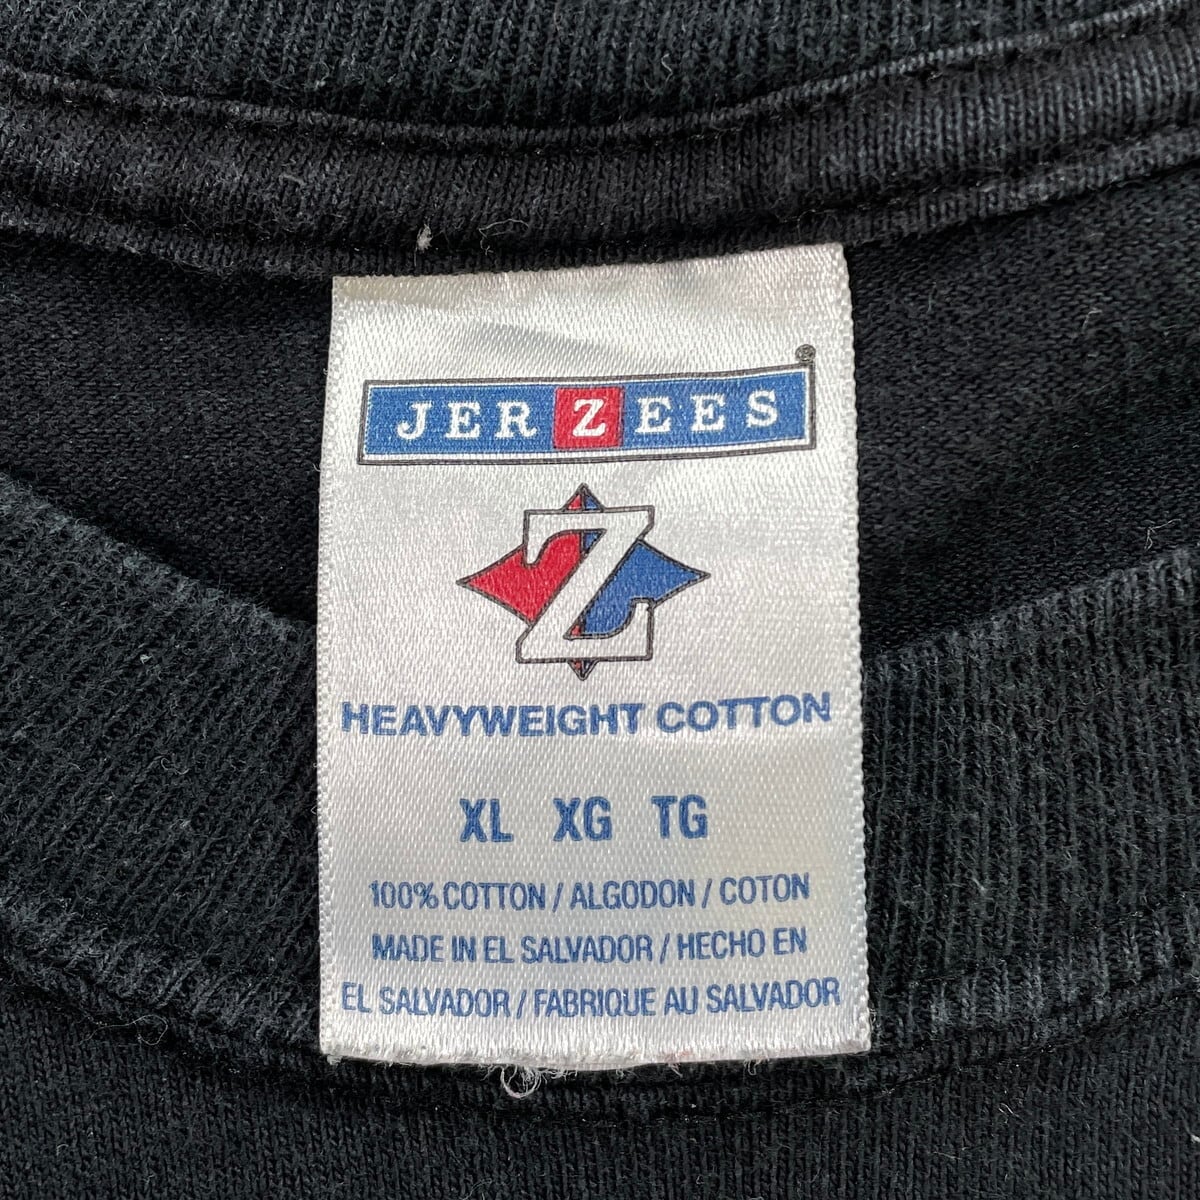 JERZEES®
Z
HEAVYWEIGHT COTTON
XL XG TG
100% COTTON / ALGODON / COTON
MADE IN EL SALVADOR / HECHO EN
EL SALVADOR / FABRIQUE AU SALVADOR